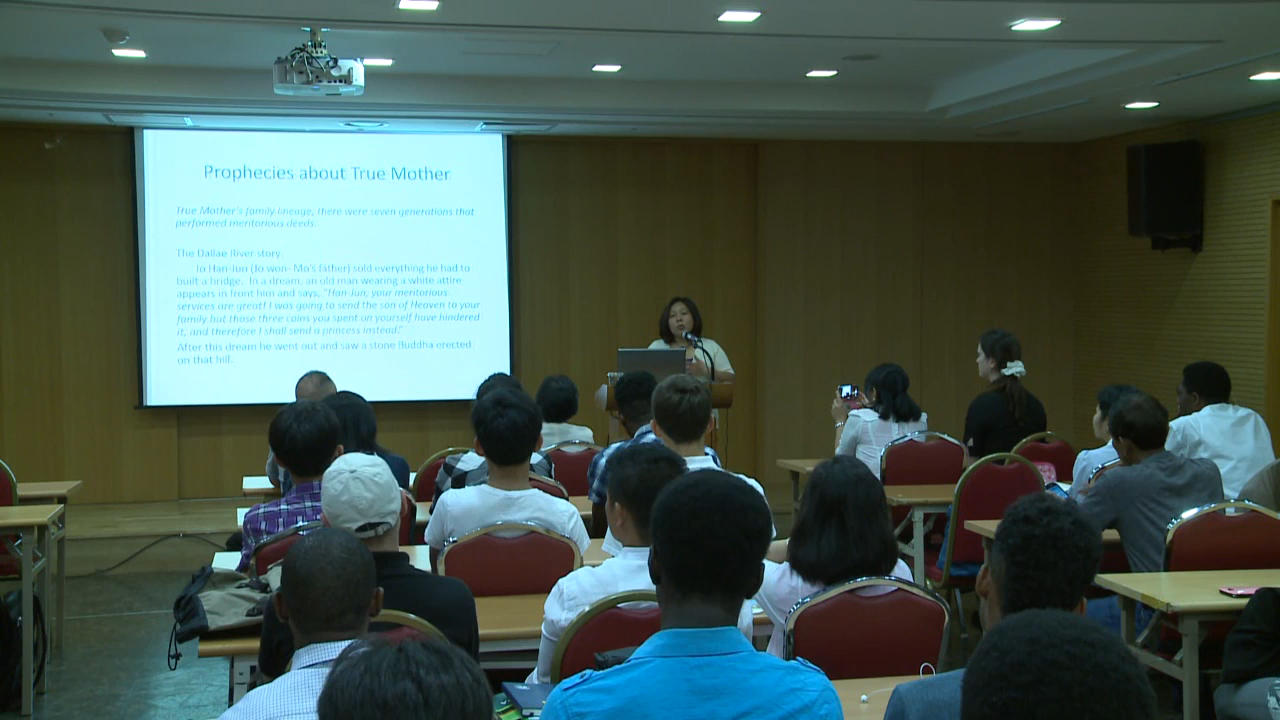 Prophecies about True Mother
True Mother's family lineage, there were seven generations that
performed meritorious deeds.
The Dallae River story:
Jo Han-Jun (Jo won- Mo's father) sold everything he had to
built a bridge. In a dream, an old man wearing a white attire
appears in front him and says, "Han-Jun, your meritorious
services are great! I was going to send the son of Heaven to your
family but those three coins you spent on yourself have hindered
it, and therefore I shall send a princess instead."
After this dream he went out and saw a stone Buddha erected
on that hill.